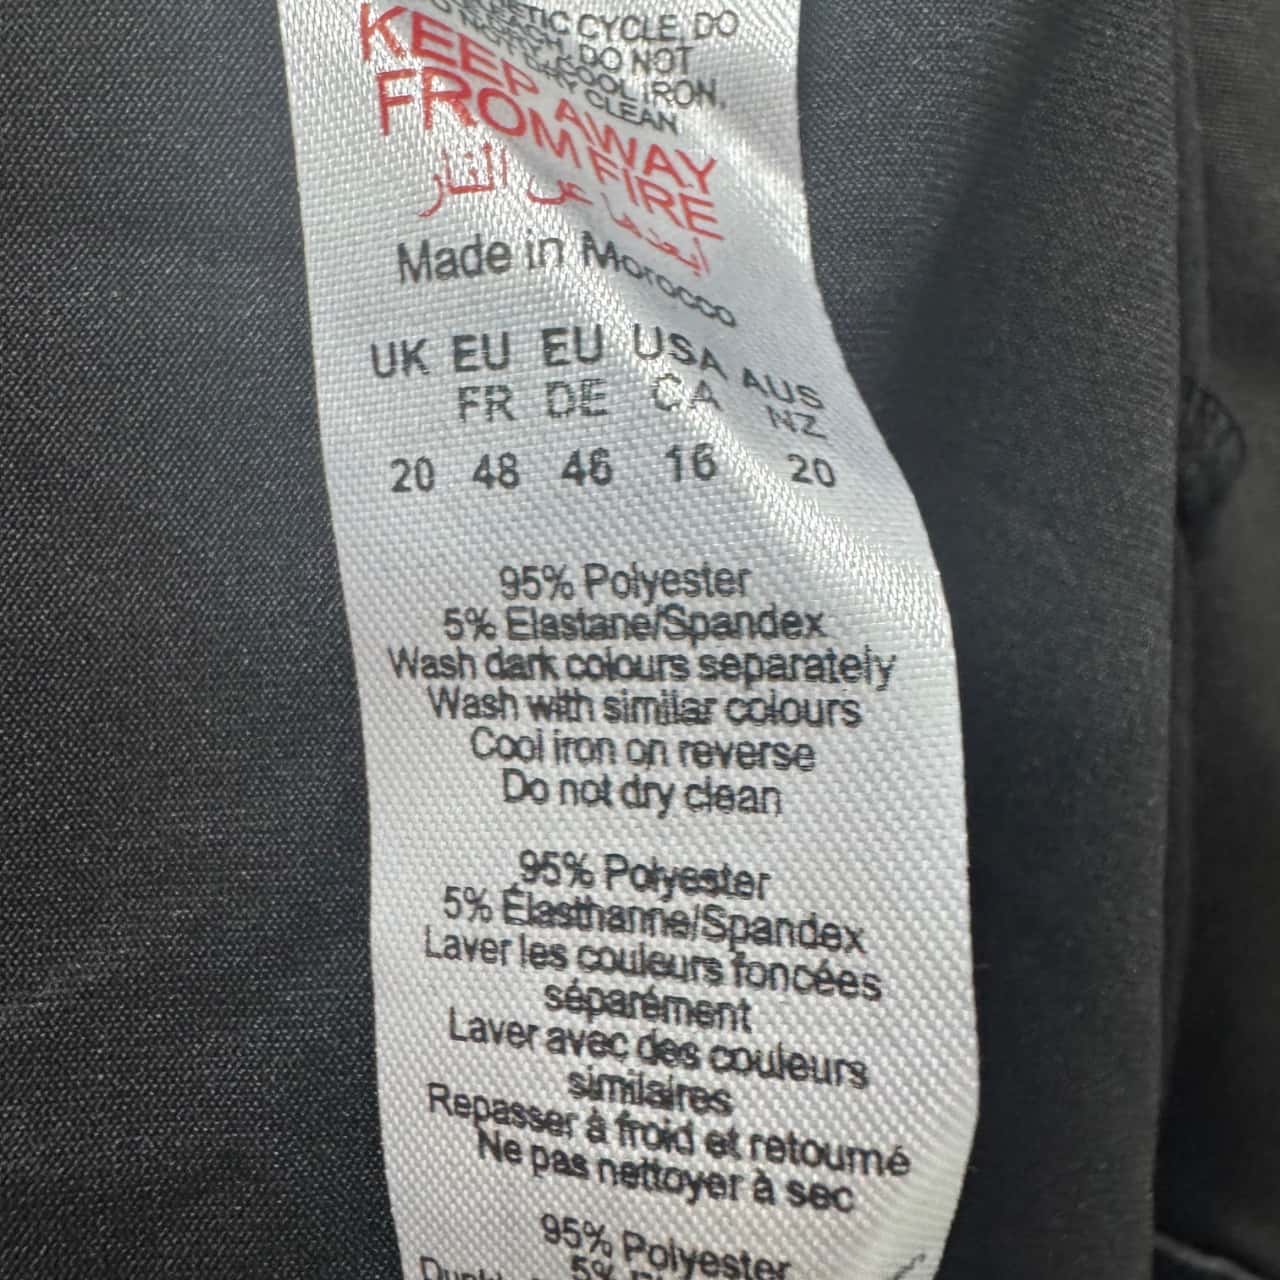 CYCLE, DO
DO NOT
COOL IRON,
DRY CLEAN
KEEP AWAY
FROM FIRE
أبعدها عن النار
Made in Morocco
UK EU EU USA AUS
FR DE CA NZ
20 48 46 16 20
95% Polyester
5% Elastane/Spandex
Wash dark colours separately
Wash with similar colours
Cool iron on reverse
Do not dry clean
95% Polyester
5% Élasthanne/Spandex
Laver les couleurs foncées
séparément
Laver avec des couleurs
similaires
Repasser à froid et retourné
Ne pas nettoyer à sec
95% Polyester
5%